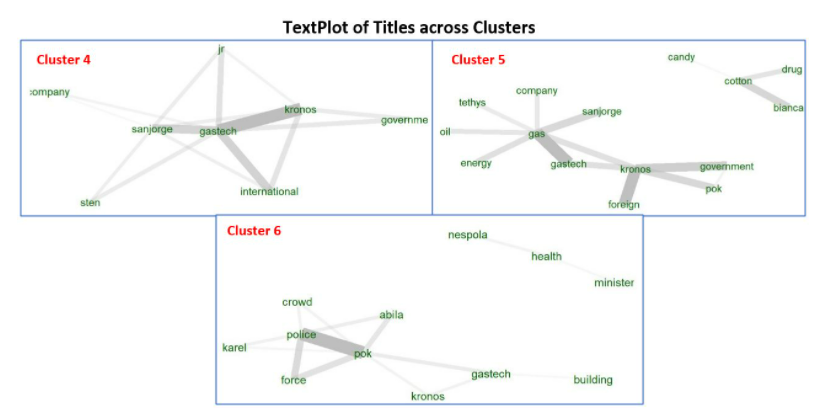 TextPlot of Titles across Clusters
Cluster 4
jr
company
kronos
sanjorge
gastech
governme
international
sten
Cluster 5
candy
drug
cotton
bianca
company
tethys
sanjorge
oil
gas
energy
gastech
kronos
government
pok
foreign
Cluster 6
nespola
health
minister
crowd
abila
police
karel
pok
force
gastech
building
kronos